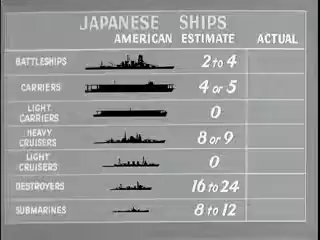 JAPANESE SHIPS
AMERICAN ESTIMATE ACTUAL
BATTLESHIPS 2 to 4
CARRIERS 4 or 5
LIGHT CARRIERS 0
HEAVY CRUISERS 8 or 9
LIGHT CRUISERS 0
DESTROYERS 16 to 24
SUBMARINES 8 to 12